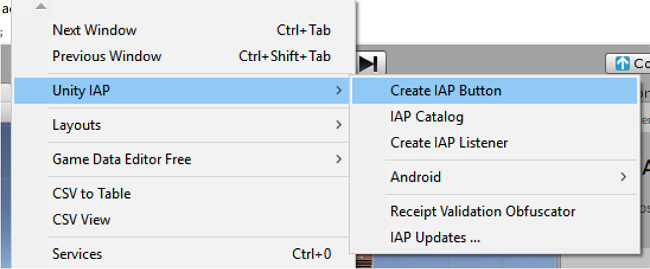 Next Window Ctrl+Tab
Previous Window Ctrl+Shift+Tab
Unity IAP
Layouts
Game Data Editor Free
CSV to Table
CSV View
Services Ctrl+0
Create IAP Button
IAP Catalog
Create IAP Listener
Android
Receipt Validation Obfuscator
IAP Updates ...
Co